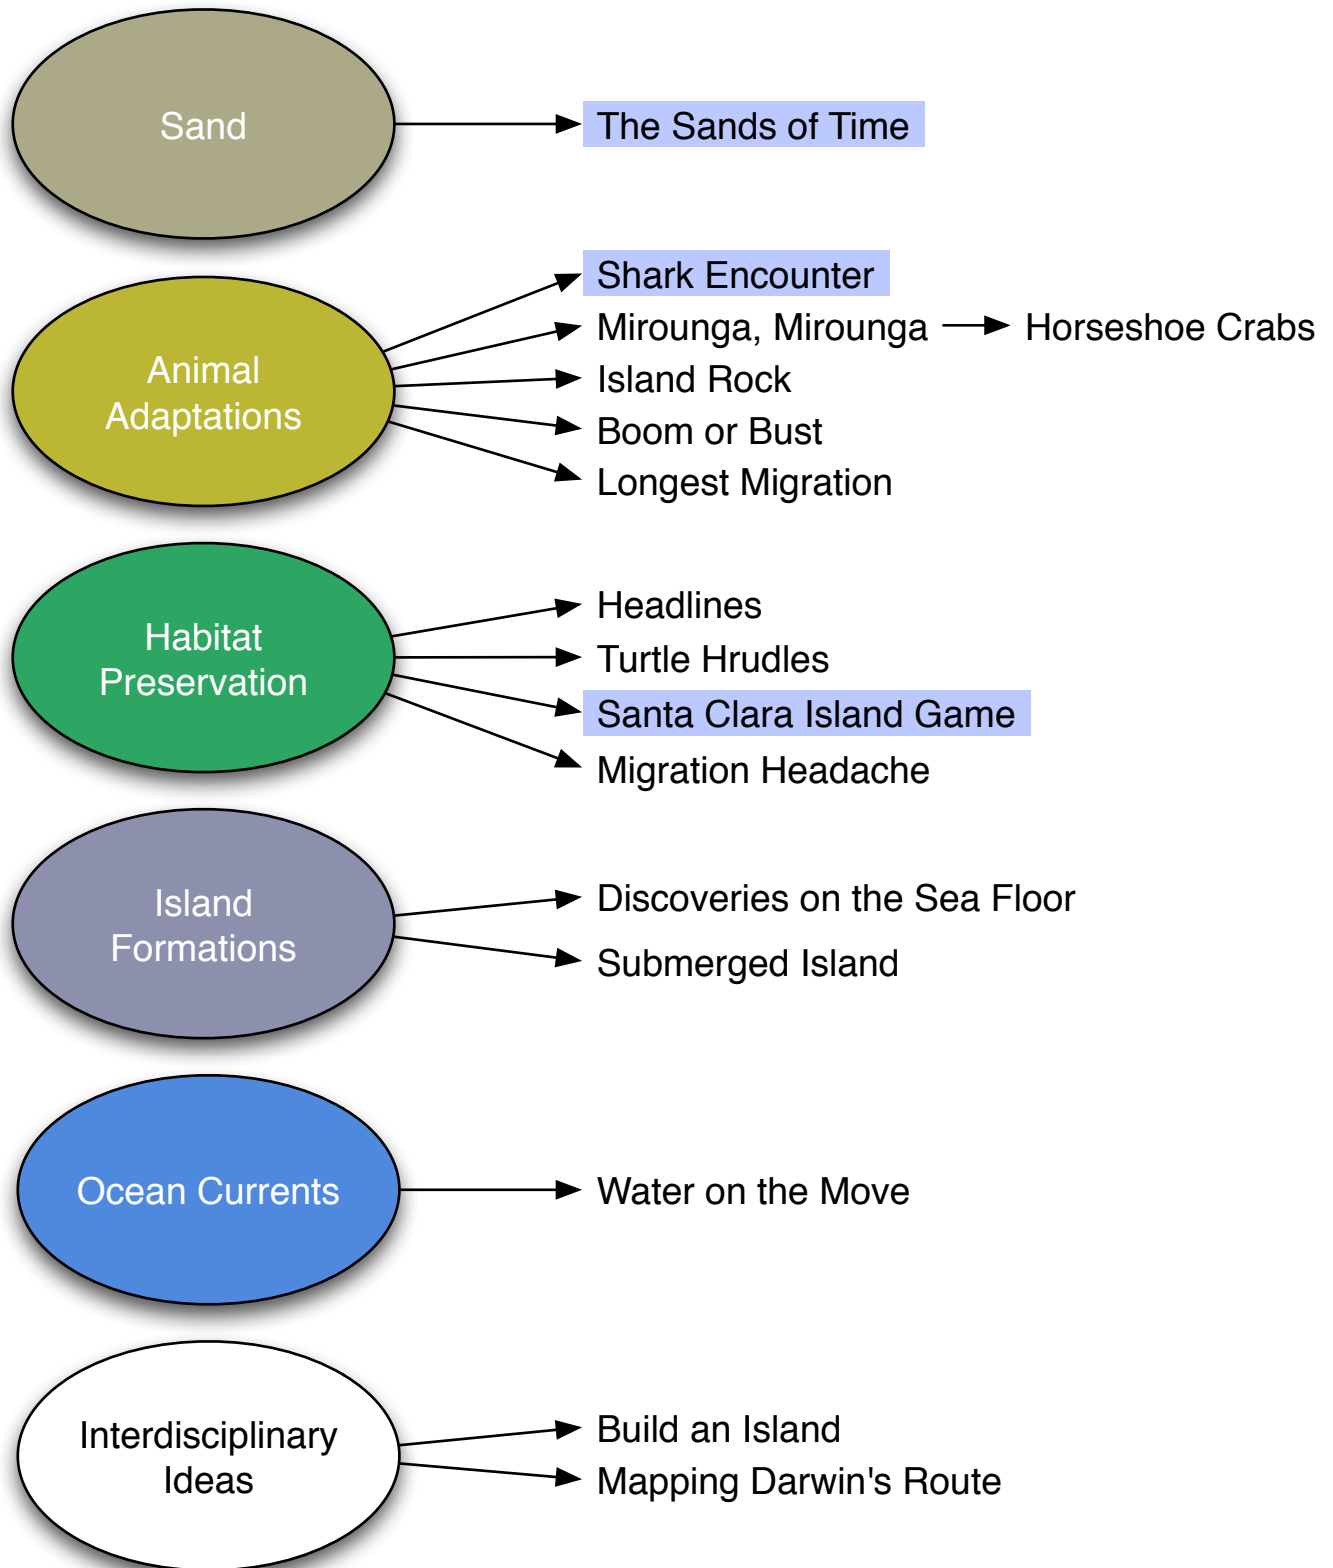 Sand
The Sands of Time
Animal
Adaptations
Shark Encounter
Mirounga, Mirounga
Horseshoe Crabs
Island Rock
Boom or Bust
Longest Migration
Habitat
Preservation
Headlines
Turtle Hrudles
Santa Clara Island Game
Migration Headache
Island
Formations
Discoveries on the Sea Floor
Submerged Island
Ocean Currents
Water on the Move
Interdisciplinary
Ideas
Build an Island
Mapping Darwin's Route